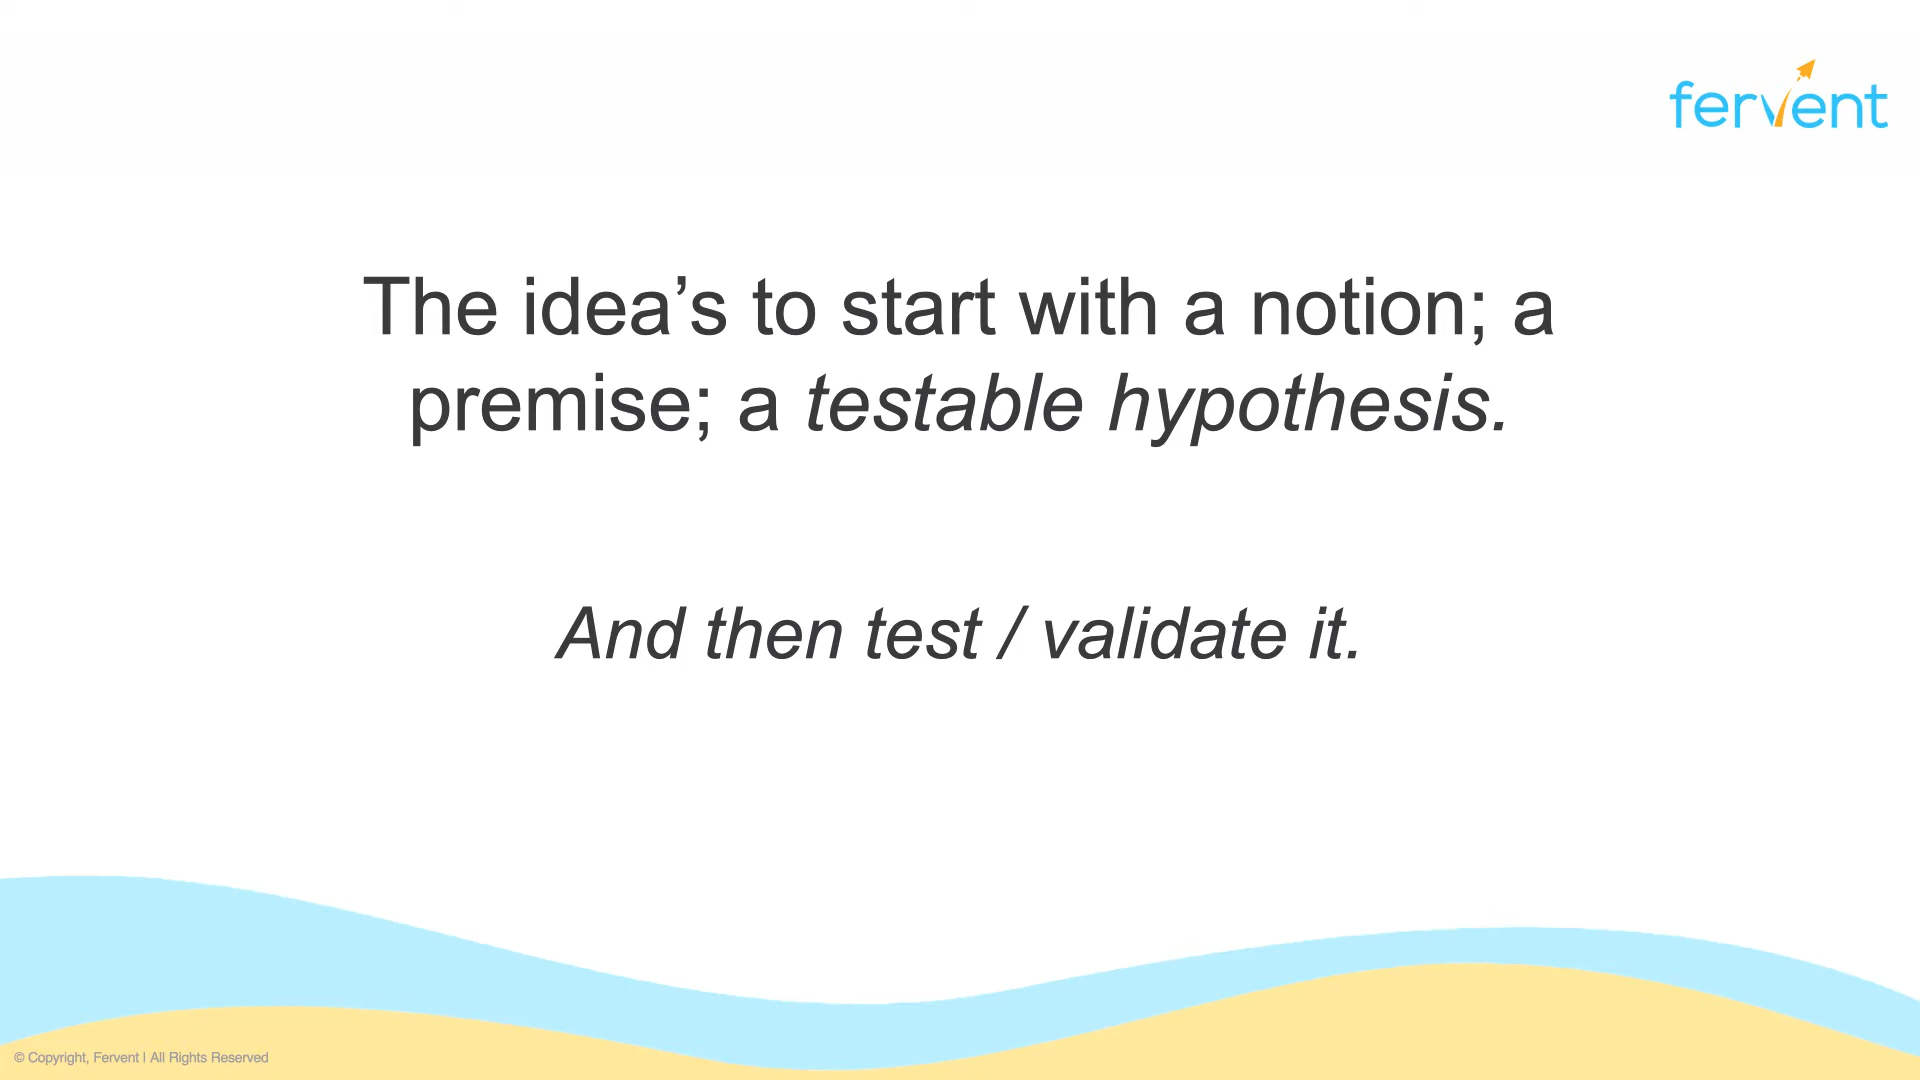 fervent
The idea’s to start with a notion; a
premise; a testable hypothesis.
And then test / validate it.
© Copyright, Fervent | All Rights Reserved